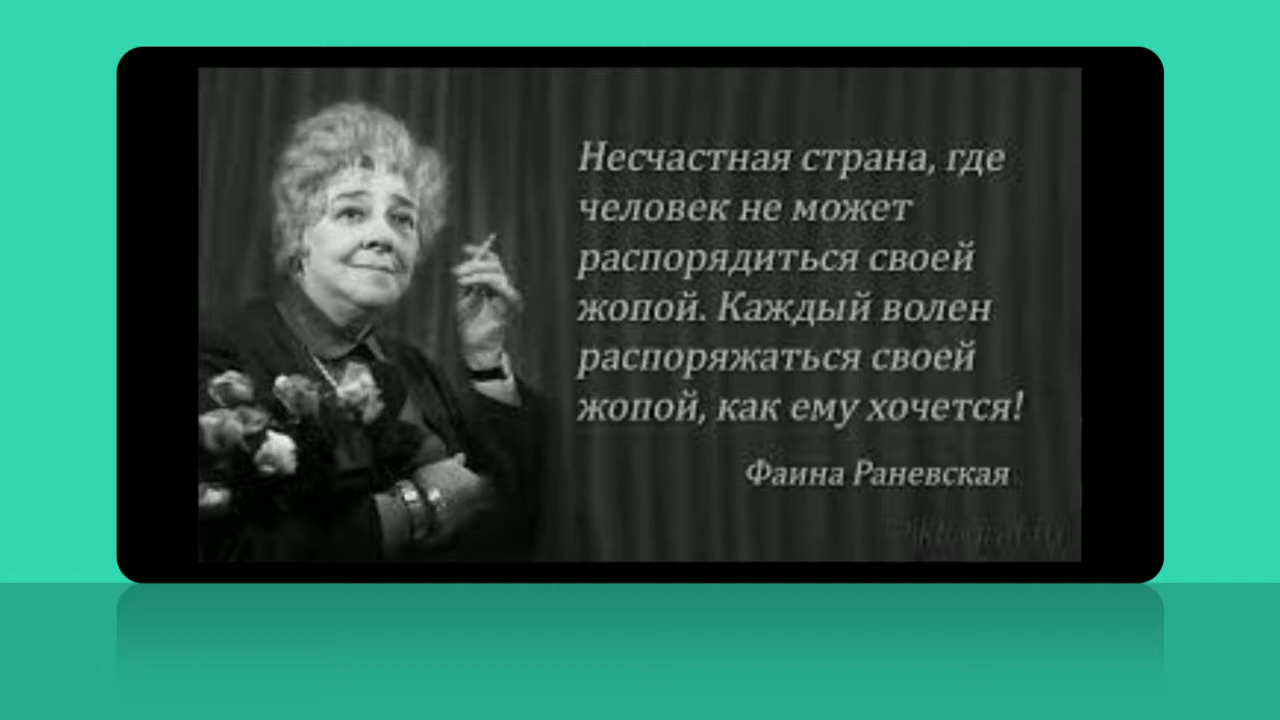 Несчастная страна, где
человек не может
распорядиться своей
жопой. Каждый волен
распоряжаться своей
жопой, как ему хочется!
Фаина Раневская